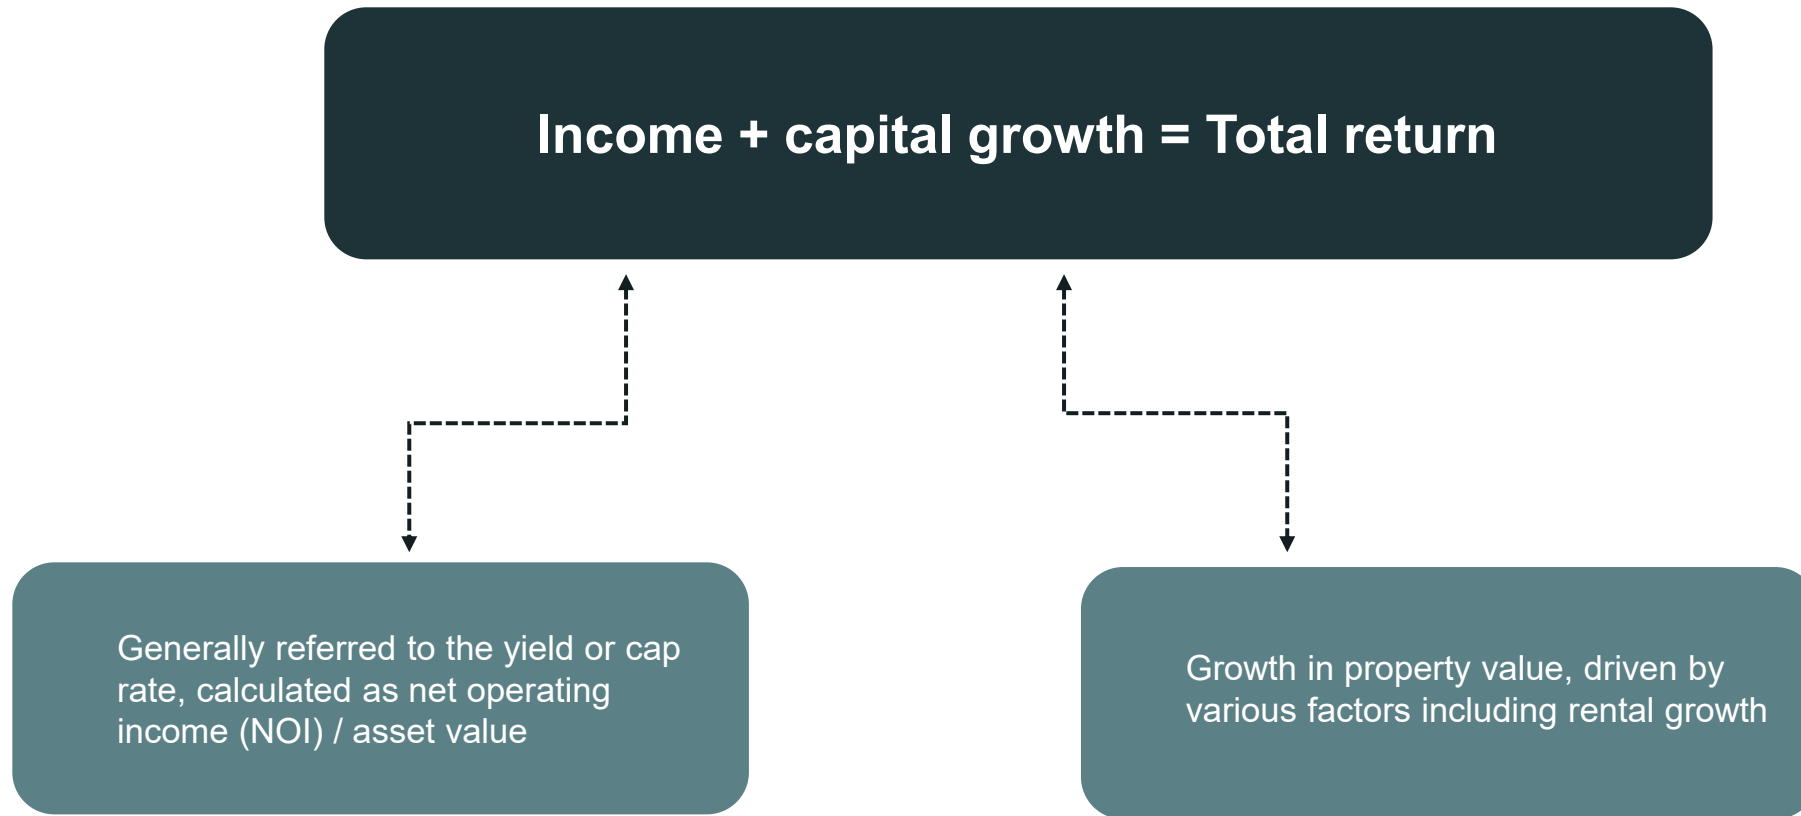 Income + capital growth = Total return
Generally referred to the yield or cap
rate, calculated as net operating
income (NOI) / asset value
Growth in property value, driven by
various factors including rental growth